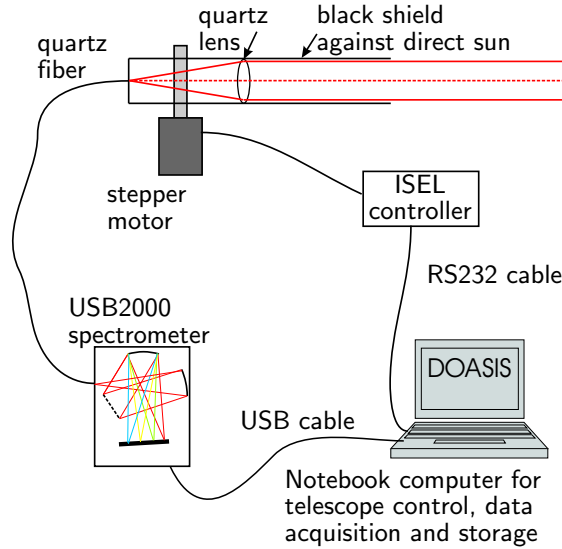 quartz
fiber
quartz
lens
black shield
against direct sun
stepper
motor
ISEL
controller
RS232 cable
USB2000
spectrometer
DOASIS
USB cable
Notebook computer for
telescope control, data
acquisition and storage